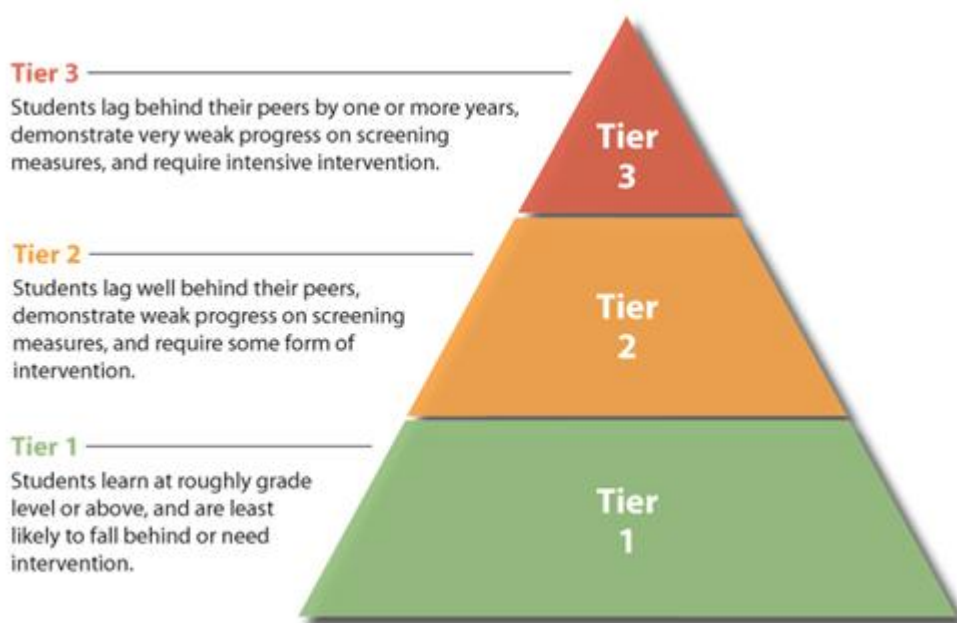 Tier 3
Students lag behind their peers by one or more years,
demonstrate very weak progress on screening
measures, and require intensive intervention.
Tier
3
Tier 2
Students lag well behind their peers,
demonstrate weak progress on screening
measures, and require some form of
intervention.
Tier
2
Tier 1
Students learn at roughly grade
level or above, and are least
likely to fall behind or need
intervention.
Tier
1